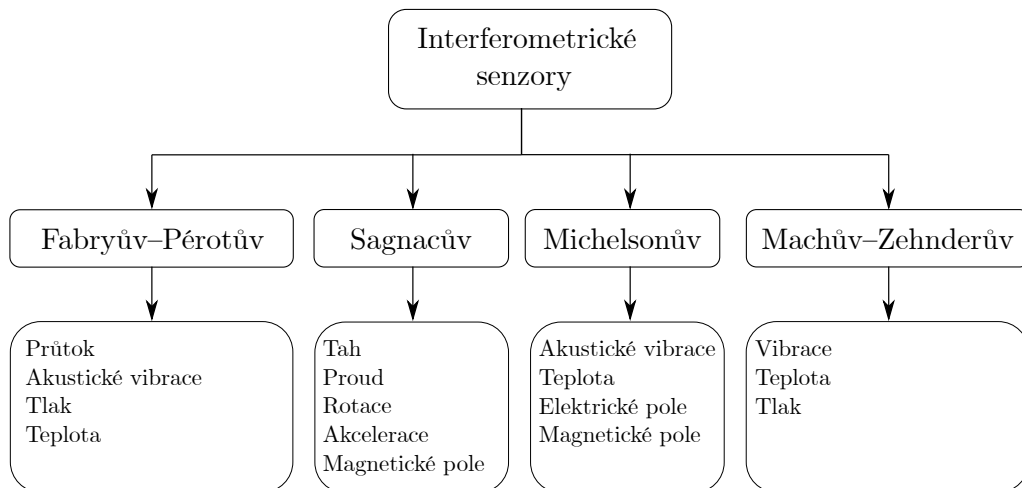 Interferometrické
senzory
Fabryův–Pérotův
Sagnacův
Michelsonův
Machův–Zehnderův
Průtok
Akustické vibrace
Tlak
Teplota
Tah
Proud
Rotace
Akcelerace
Magnetické pole
Akustické vibrace
Teplota
Elektrické pole
Magnetické pole
Vibrace
Teplota
Tlak